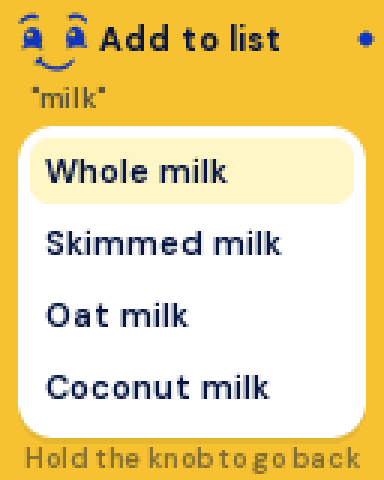 Add to list
"milk"
Whole milk
Skimmed milk
Oat milk
Coconut milk
Hold the knob to go back